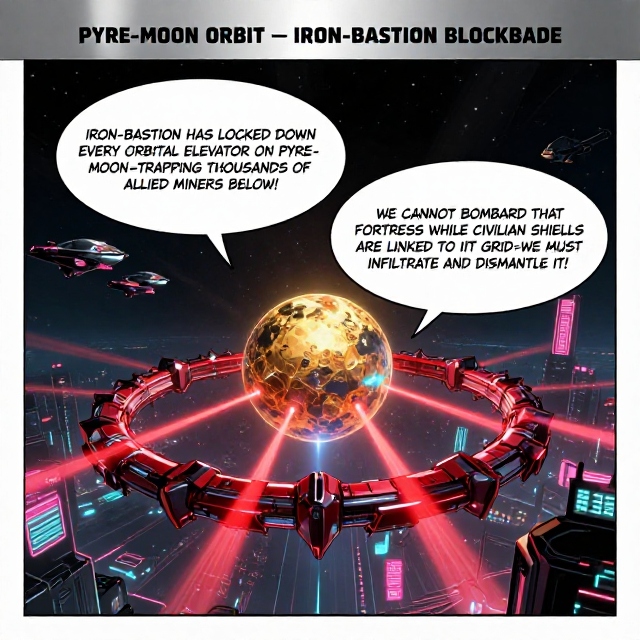 PYRE-MOON ORBIT — IRON-BASTION BLOCKBADE
IRON-BASTION HAS LOCKED DOWN
EVERY ORBITAL ELEVATOR ON PYRE-
MOON–TRAPPING THOUSANDS OF
ALLIED MINERS BELOW!
WE CANNOT BOMBARD THAT
FORTRESS WHILE CIVILIAN SHIELDS
ARE LINKED TO IIT GRID=WE MUST
INFILTRATE AND DISMANTLE IT!